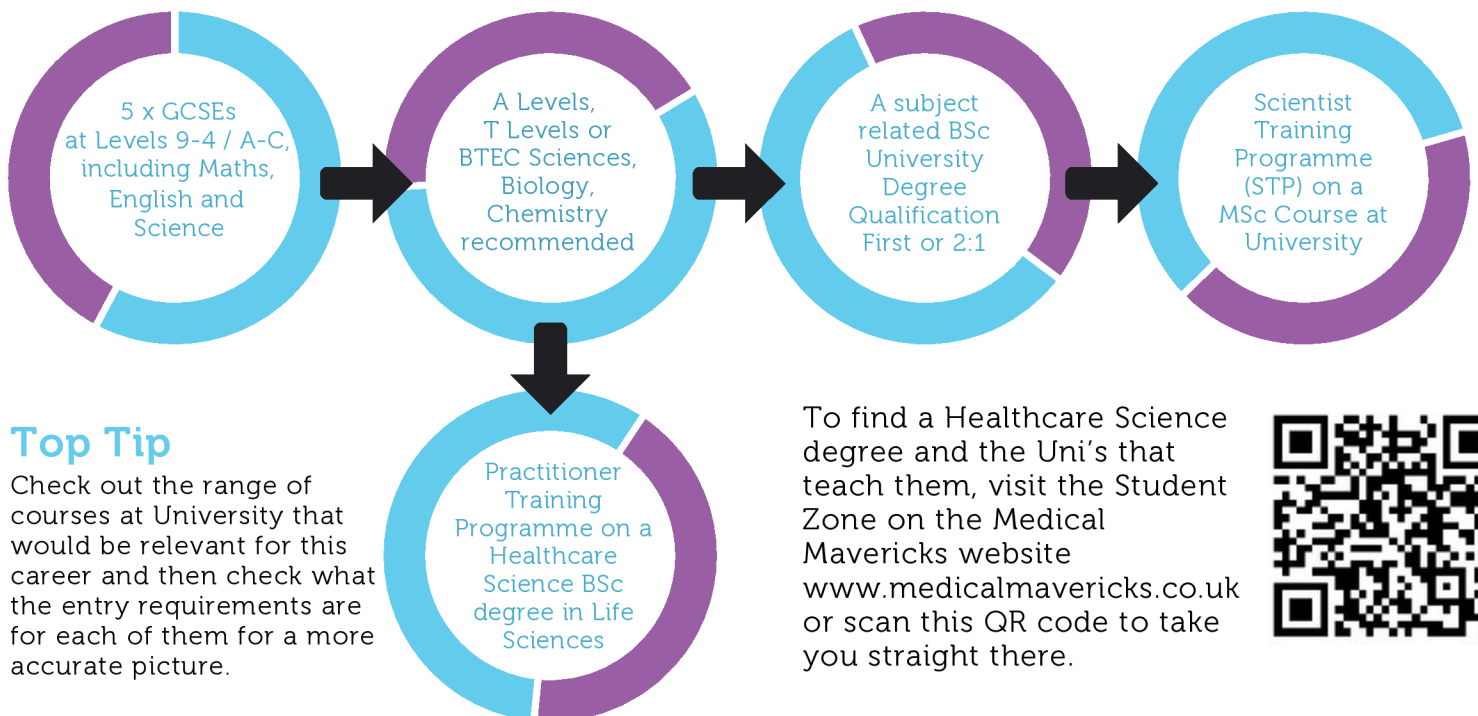 5 x GCSEs
at Levels 9-4 / A-C,
including Maths,
English and
Science
A Levels,
T Levels or
BTEC Sciences,
Biology,
Chemistry
recommended
A subject
related BSc
University
Degree
Qualification
First or 2:1
Scientist
Training
Programme
(STP) on a
MSc Course at
University
Practitioner
Training
Programme on a
Healthcare
Science BSc
degree in Life
Sciences
Top Tip
Check out the range of
courses at University that
would be relevant for this
career and then check what
the entry requirements are
for each of them for a more
accurate picture.
To find a Healthcare Science
degree and the Uni's that
teach them, visit the Student
Zone on the Medical
Mavericks website
www.medicalmavericks.co.uk
or scan this QR code to take
you straight there.